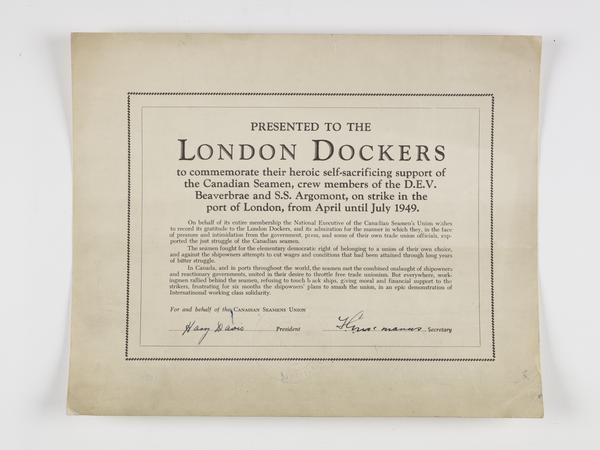 PRESENTED TO THE
LONDON DOCKERS
to commemorate their heroic self-sacrificing support of
the Canadian Seamen, crew members of the D.E.V.
Beaverbrae and S.S. Argomont, on strike in the
port of London, from April until July 1949.
On behalf of its entire membership the National Executive of the Canadian Seamen's Union wishes
to record its gratitude to the London Dockers, and its admiration for the manner in which they, in the face
of pressure and intimidation from the government, press, and some of their own trade union officials, sup-
ported the just struggle of the Canadian seamen.
The seamen fought for the elementary democratic right of belonging to a union of their own choice,
and against the shipowners attempts to cut wages and conditions that had been attained through long years
of bitter struggle.
In Canada, and in ports throughout the world, the seamen met the combined onslaught of shipowners
and reactionary governments, united in their desire to throttle free trade unionism. But everywhere, work-
ingmen rallied behind the seamen, refusing to touch black ships, giving moral and financial support to the
strikers, frustrating for six months the shipowners' plans to smash the union, in an epic demonstration of
International working class solidarity.
For and behalf of the CANADIAN SEAMENS UNION
Harry Davis President Secretary